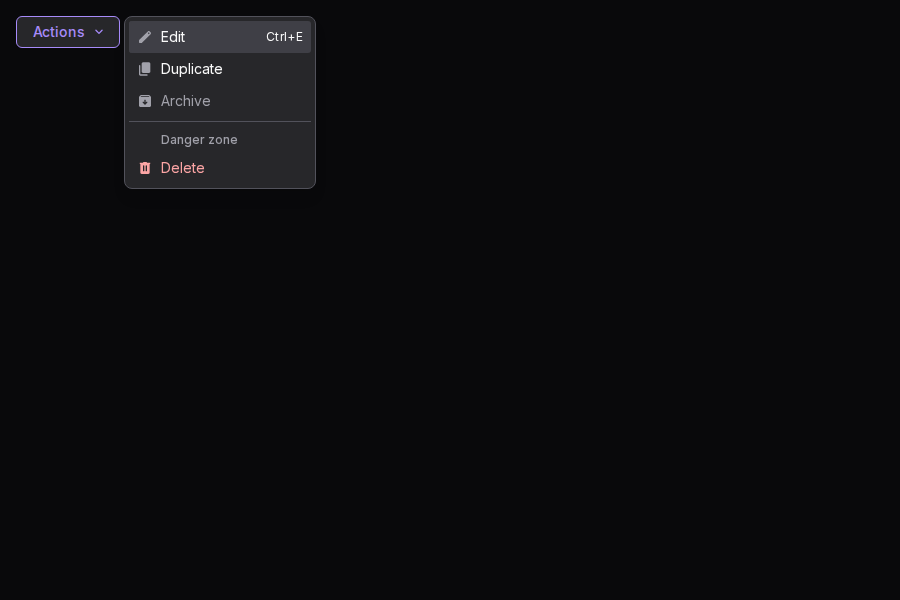 Actions
Edit Ctrl+E
Duplicate
Archive
Danger zone
Delete